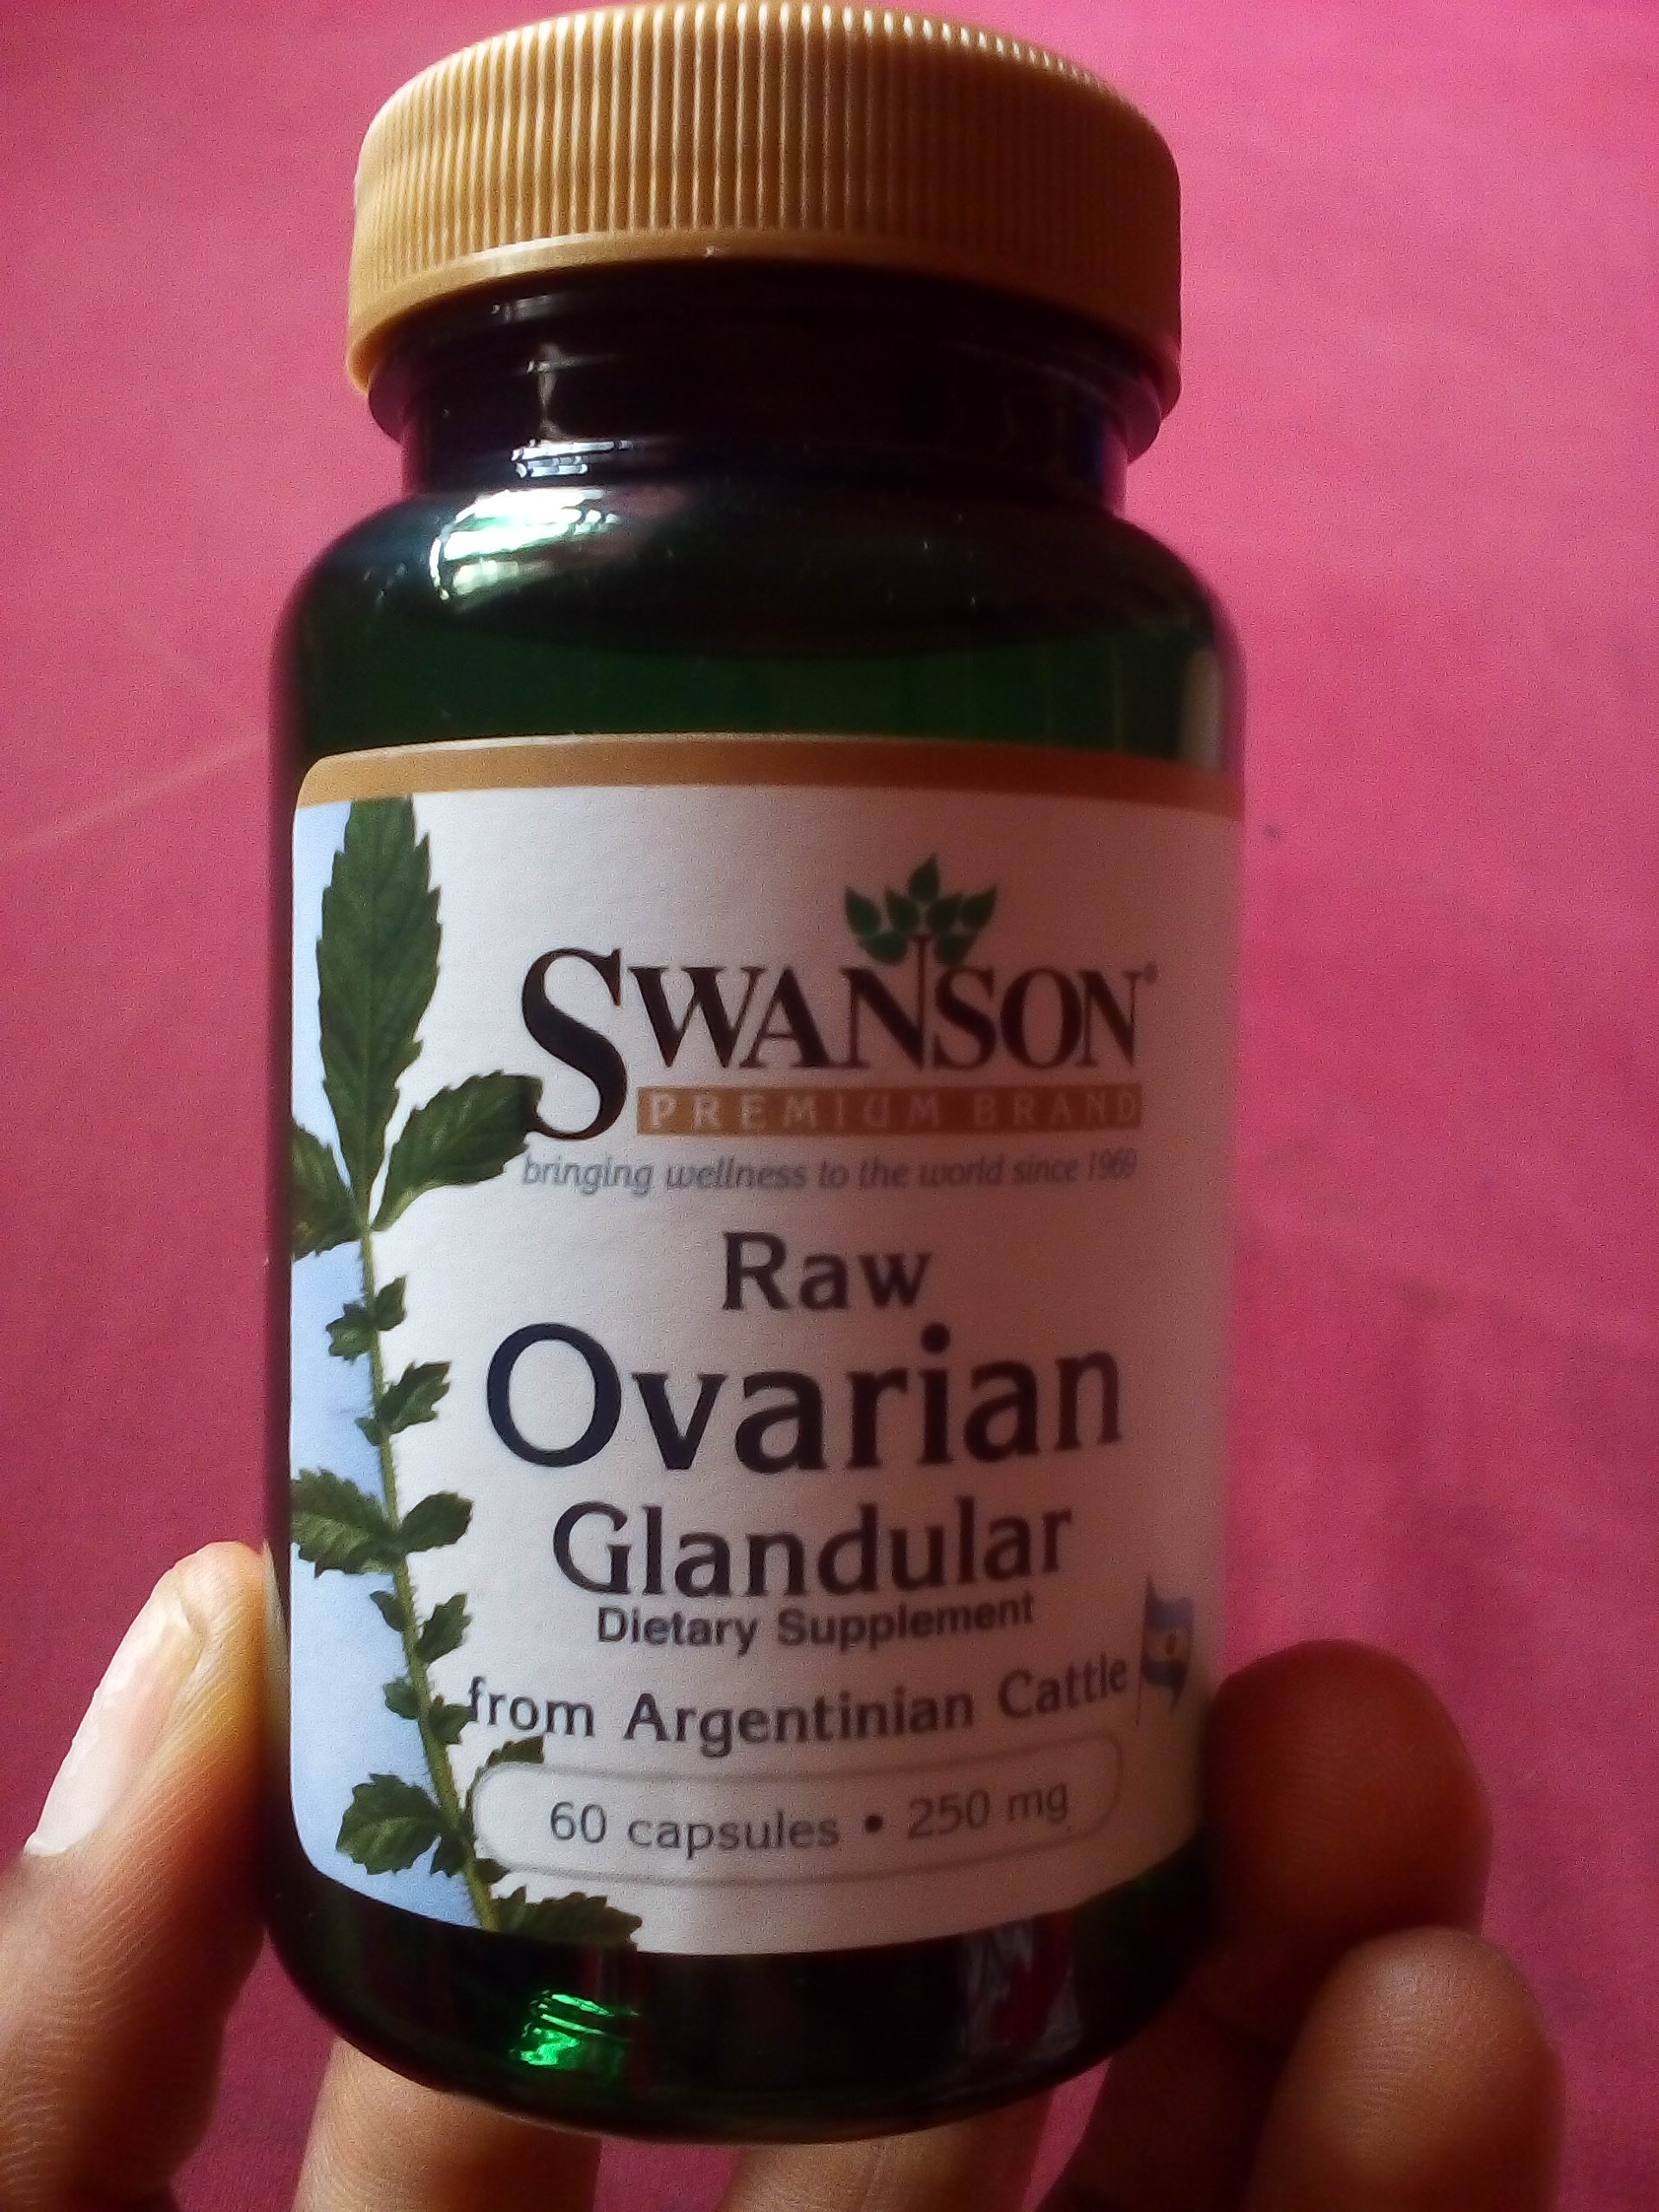 SWANSON®
PREMIUM BRAND
bringing wellness to the world since 1969
Raw
Ovarian
Glandular
Dietary Supplement
from Argentinian Cattle
60 capsules • 250 mg